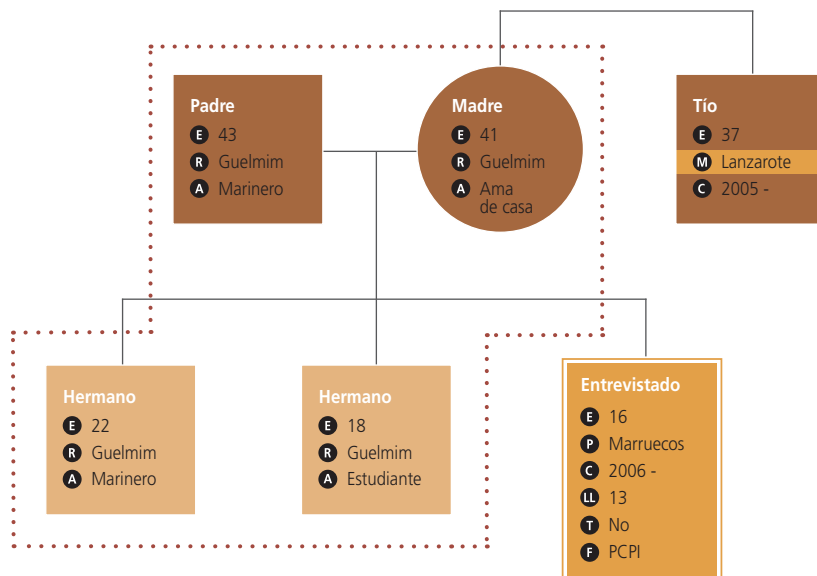 Padre
E 43
R Guelmim
A Marinero
Madre
E 41
R Guelmim
A Ama
de casa
Tío
E 37
M Lanzarote
C 2005 -
Hermano
E 22
R Guelmim
A Marinero
Hermano
E 18
R Guelmim
A Estudiante
Entrevistado
E 16
P Marruecos
C 2006 -
LL 13
T No
F PCPI